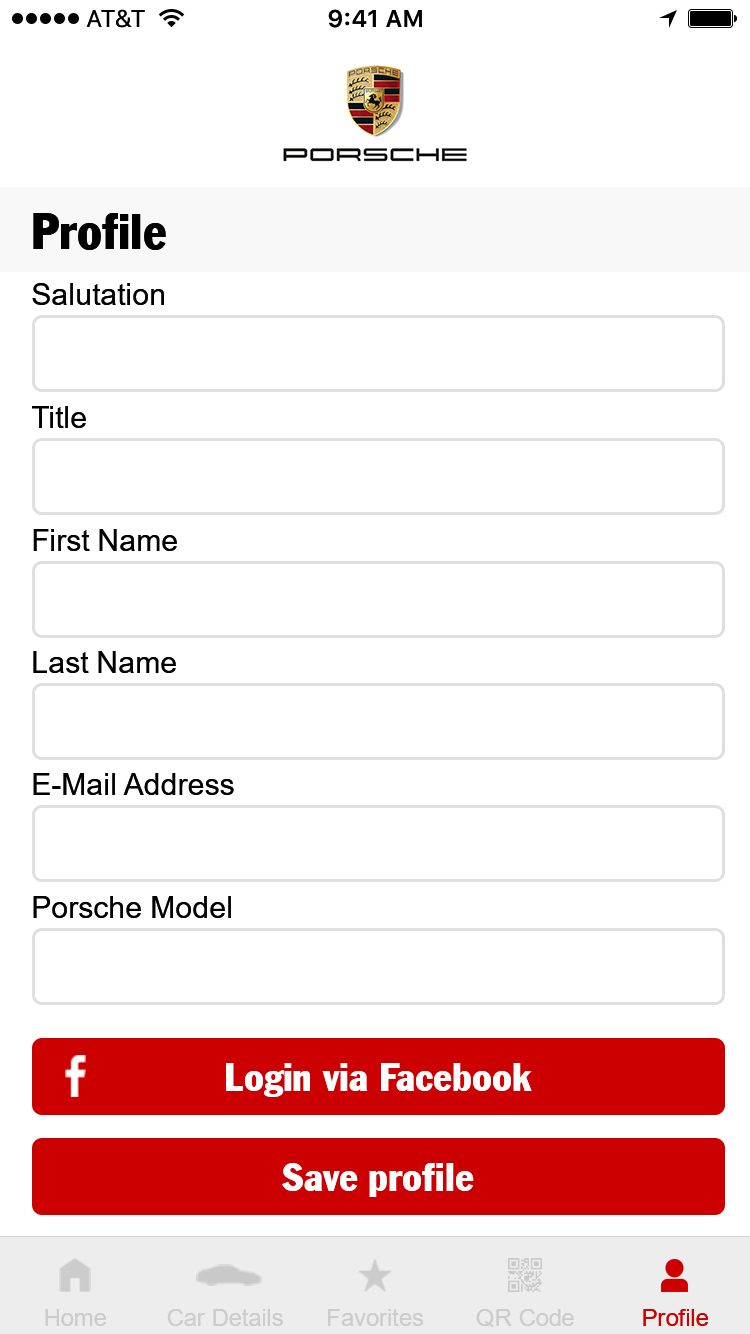 AT&T 9:41 AM
PORSCHE
PORSCHE
Profile
Salutation
Title
First Name
Last Name
E-Mail Address
Porsche Model
f Login via Facebook
Save profile
Home Car Details Favorites QR Code Profile